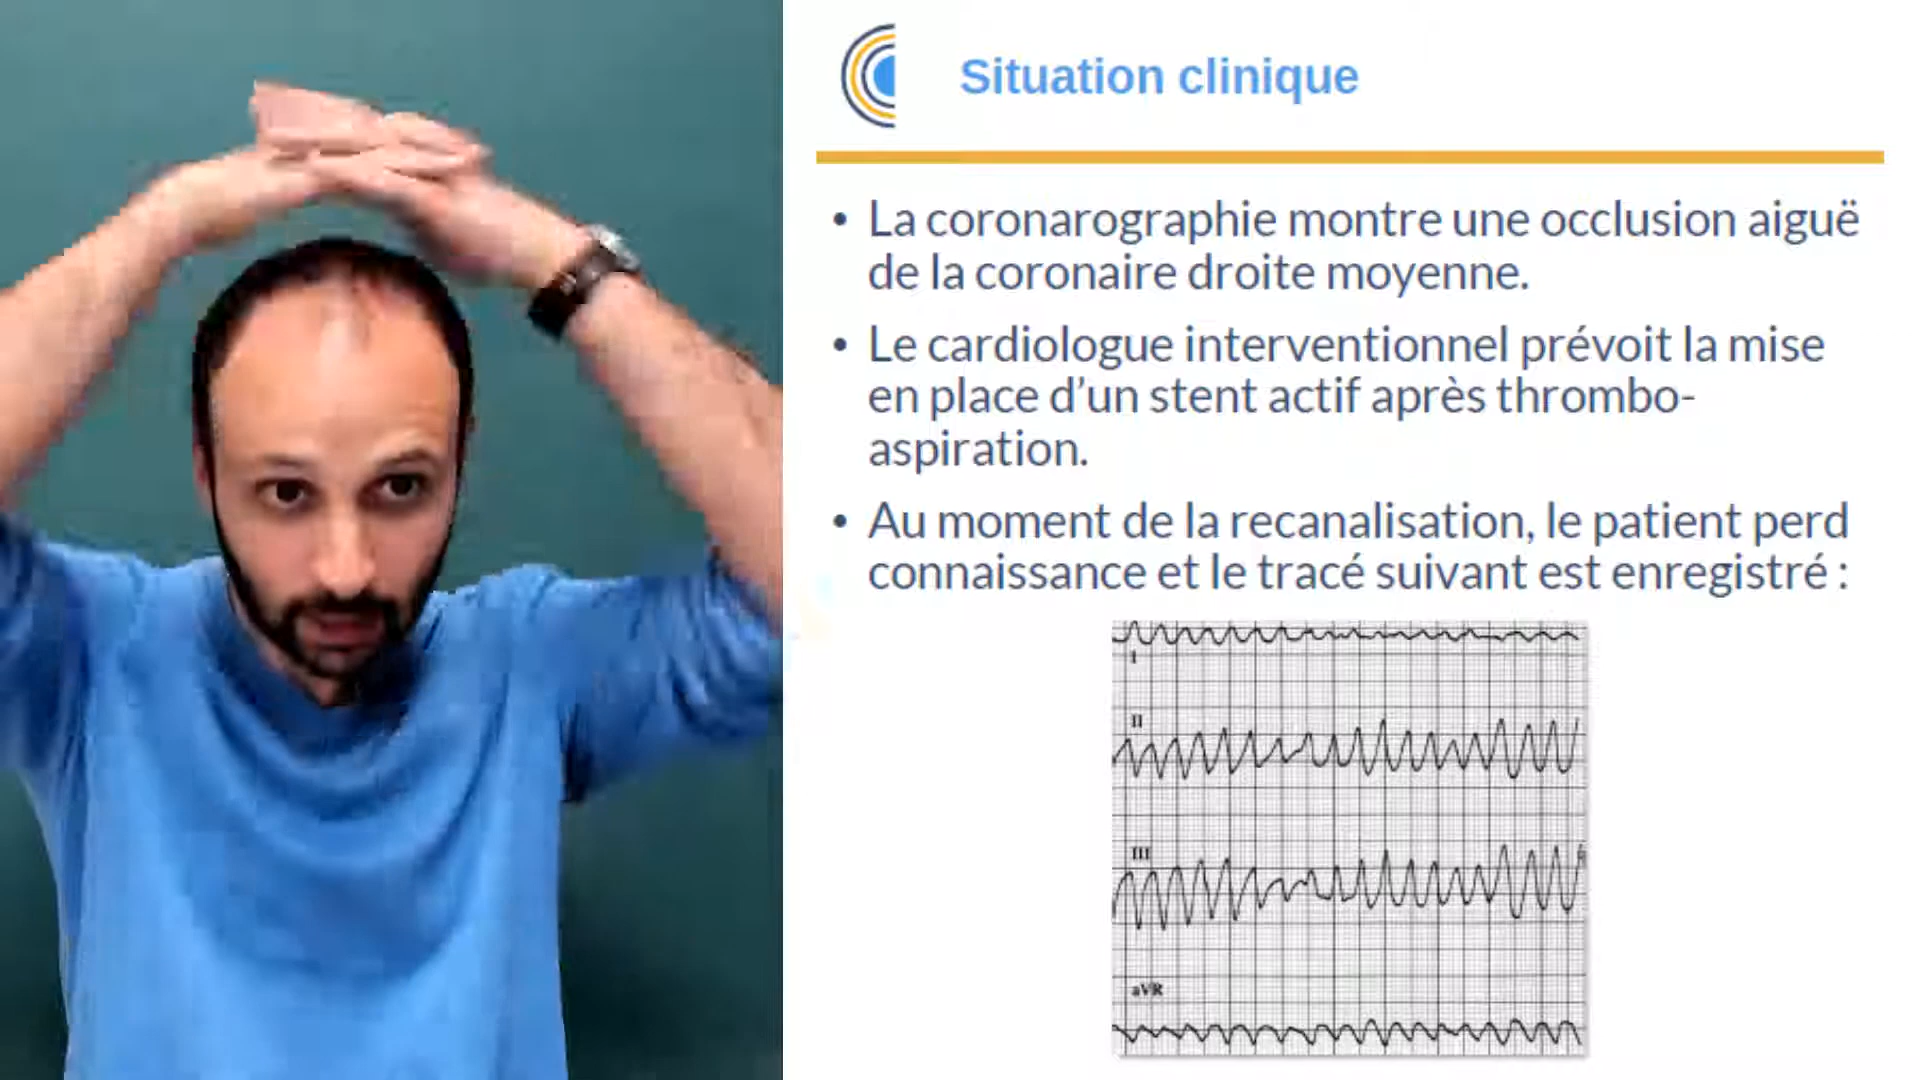 Situation clinique
• La coronarographie montre une occlusion aiguë
de la coronaire droite moyenne.
• Le cardiologue interventionnel prévoit la mise
en place d’un stent actif après thrombo-
aspiration.
• Au moment de la recanalisation, le patient perd
connaissance et le tracé suivant est enregistré :
I
II
III
aVR